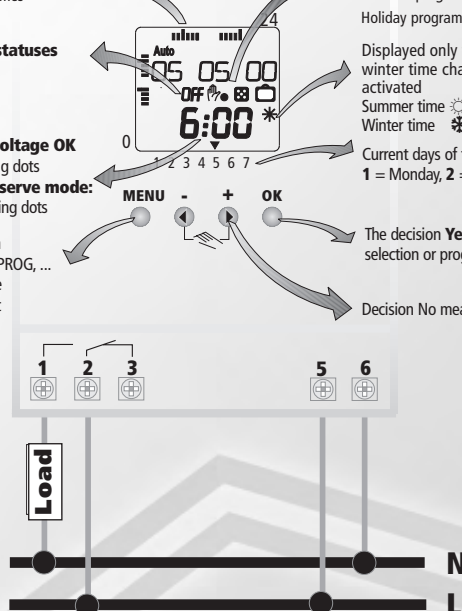 24
Holiday program
statuses
Displayed only
winter time cha
activated
Summer time
Winter time
Auto
05 05 00
OFF
6:00
0
1 2 3 4 5 6 7
oltage OK
g dots
serve mode:
ing dots
Current days of
1 = Monday, 2 =
MENU - + OK
PROG, ...
The decision Ye
selection or prog
Decision No mea
1 2 3 5 6
Load
N
L